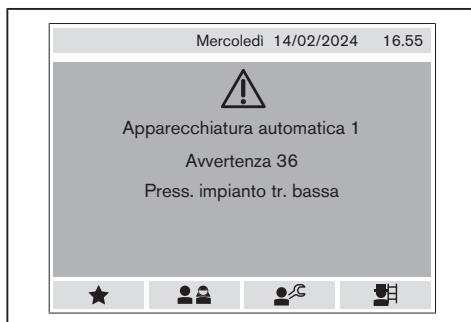 Mercoledì 14/02/2024 16.55
Apparecchiatura automatica 1
Avvertenza 36
Press. impianto tr. bassa